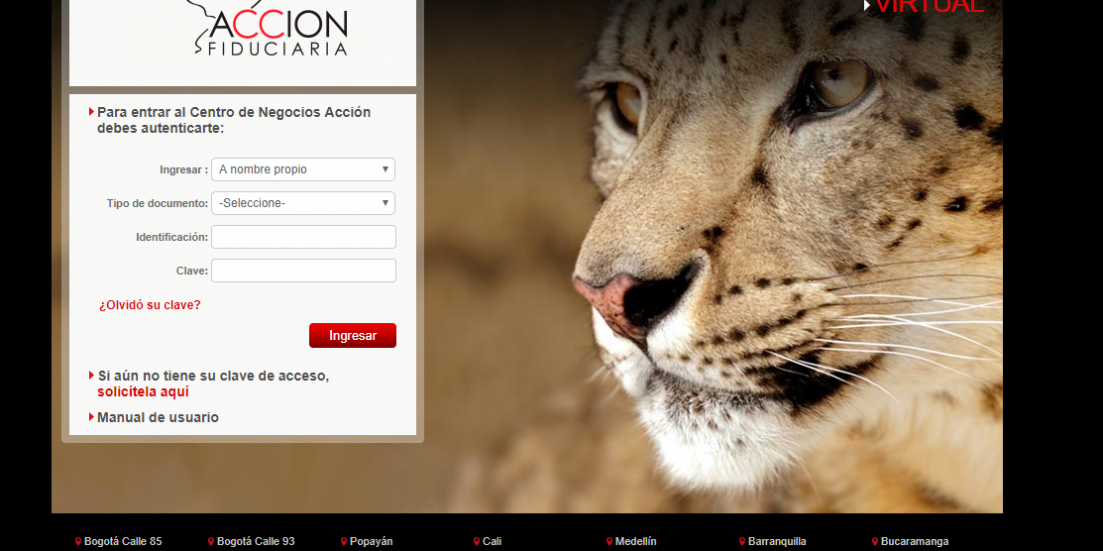 VIRTUAL
ACCION
FIDUCIARIA
Para entrar al Centro de Negocios Acción
debes autenticarte:
Ingresar : A nombre propio
Tipo de documento: -Seleccione-
Identificación:
Clave:
¿Olvidó su clave?
Ingresar
Si aún no tiene su clave de acceso,
solicítela aquí
Manual de usuario
Bogotá Calle 85 Bogotá Calle 93 Popayán Cali Medellín Barranquilla Bucaramanga